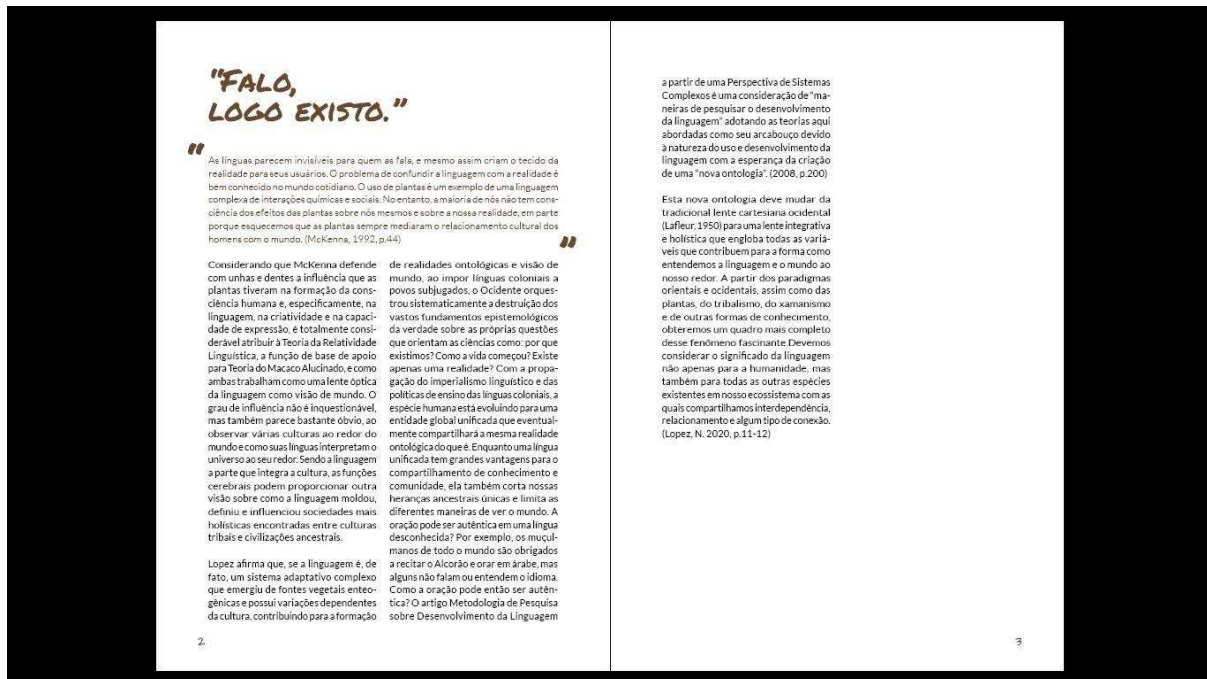 "FALO,
LOGO EXISTO."
"
As línguas parecem invisíveis para quem as fala, e mesmo assim criam o tecido da
realidade para seus usuários. O problema de confundir a linguagem com a realidade é
bem conhecido no mundo cotidiano. O uso de plantas é um exemplo de uma linguagem
complexa de interações químicas e sociais. No entanto, a maioria de nós não tem cons-
ciência dos efeitos das plantas sobre nós mesmos e sobre a nossa realidade, em parte
porque esquecemos que as plantas sempre mediaram o relacionamento cultural dos
homens com o mundo. (McKenna, 1992, p.44)
"
Considerando que McKenna defende
com unhas e dentes a influência que as
plantas tiveram na formação da cons-
ciência humana e, especificamente, na
linguagem, na criatividade e na capaci-
dade de expressão, é totalmente consi-
derável atribuir à Teoria da Relatividade
Linguística, a função de base de apoio
para Teoria do Macaco Alucinado, e como
ambas trabalham como uma lente óptica
da linguagem como visão de mundo. O
grau de influência não é inquestionável,
mas também parece bastante óbvio, ao
observar várias culturas ao redor do
mundo e como suas línguas interpretam o
universo ao seu redor. Sendo a linguagem
a parte que integra a cultura, as funções
cerebrais podem proporcionar outra
visão sobre como a linguagem moldou,
definiu e influenciou sociedades mais
holísticas encontradas entre culturas
tribais e civilizações ancestrais.
Lopez afirma que, se a linguagem é, de
fato, um sistema adaptativo complexo
que emergiu de fontes vegetais enteo-
gênicas e possui variações dependentes
da cultura, contribuindo para a formação
de realidades ontológicas e visão de
mundo, ao impor línguas coloniais a
povos subjugados, o Ocidente orques-
trou sistematicamente a destruição dos
vastos fundamentos epistemológicos
da verdade sobre as próprias questões
que orientam as ciências como: por que
existimos? Como a vida começou? Existe
apenas uma realidade? Com a propa-
gação do imperialismo linguístico e das
políticas de ensino das línguas coloniais, a
espécie humana está evoluindo para uma
entidade global unificada que eventual-
mente compartilhará a mesma realidade
ontológica do que é. Enquanto uma língua
unificada tem grandes vantagens para o
compartilhamento de conhecimento e
comunidade, ela também corta nossas
heranças ancestrais únicas e limita as
diferentes maneiras de ver o mundo. A
oração pode ser autêntica em uma língua
desconhecida? Por exemplo, os muçul-
manos de todo o mundo são obrigados
a recitar o Alcorão e orar em árabe, mas
alguns não falam ou entendem o idioma.
Como a oração pode então ser autên-
tica? O artigo Metodologia de Pesquisa
sobre Desenvolvimento da Linguagem
2
a partir de uma Perspectiva de Sistemas
Complexos é uma consideração de "ma-
neiras de pesquisar o desenvolvimento
da linguagem" adotando as teorias aqui
abordadas como seu arcabouço devido
à natureza do uso e desenvolvimento da
linguagem com a esperança da criação
de uma "nova ontologia". (2008, p.200)
Esta nova ontologia deve mudar da
tradicional lente cartesiana ocidental
(Lafleur, 1950) para uma lente integrativa
e holística que engloba todas as variá-
veis que contribuem para a forma como
entendemos a linguagem e o mundo ao
nosso redor. A partir dos paradigmas
orientais e ocidentais, assim como das
plantas, do tribalismo, do xamanismo
e de outras formas de conhecimento,
obteremos um quadro mais completo
desse fenômeno fascinante.Devemos
considerar o significado da linguagem
não apenas para a humanidade, mas
também para todas as outras espécies
existentes em nosso ecossistema com as
quais compartilhamos interdependência,
relacionamento e algum tipo de conexão.
(Lopez, N. 2020, p.11-12)
3